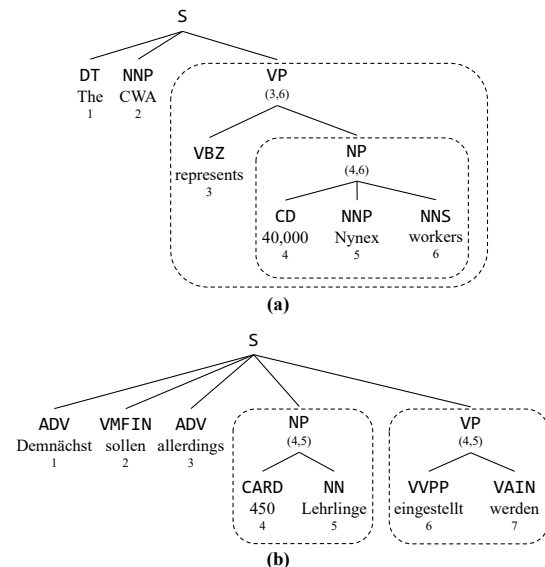 S
DT NNP VP
The CWA (3,6)
1 2
VBZ NP
represents (4,6)
3
CD NNP NNS
40,000 Nynex workers
4 5 6
(a)
S
ADV VMFIN ADV NP VP
Demnächst sollen allerdings (4,5) (4,5)
1 2 3
CARD NN VVPP VAIN
450 Lehrlinge eingestellt werden
4 5 6 7
(b)